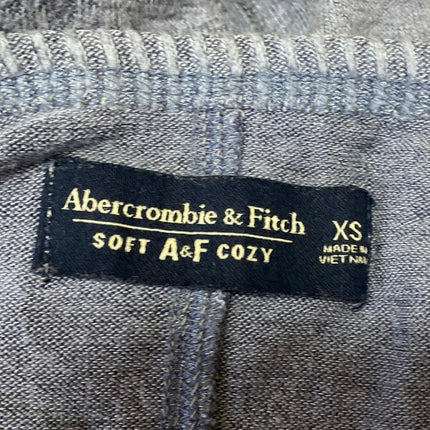 Abercrombie & Fitch
SOFT A&F COZY
XS
MADE IN
VIETNAM